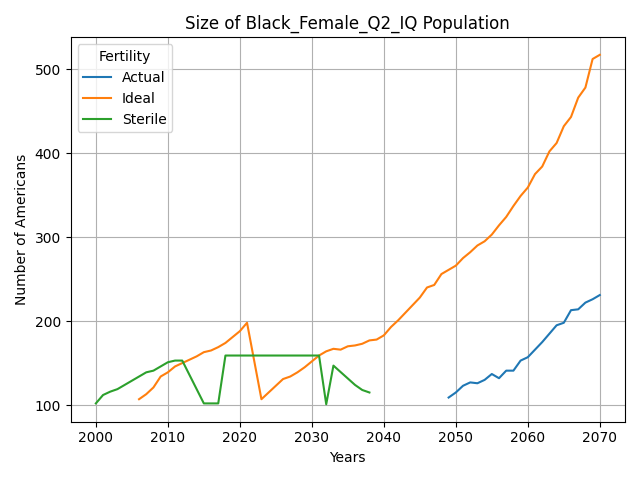 Size of Black_Female_Q2_IQ Population
Fertility
Actual
Ideal
Sterile
Number of Americans
500
400
300
200
100
2000 2010 2020 2030 2040 2050 2060 2070
Years